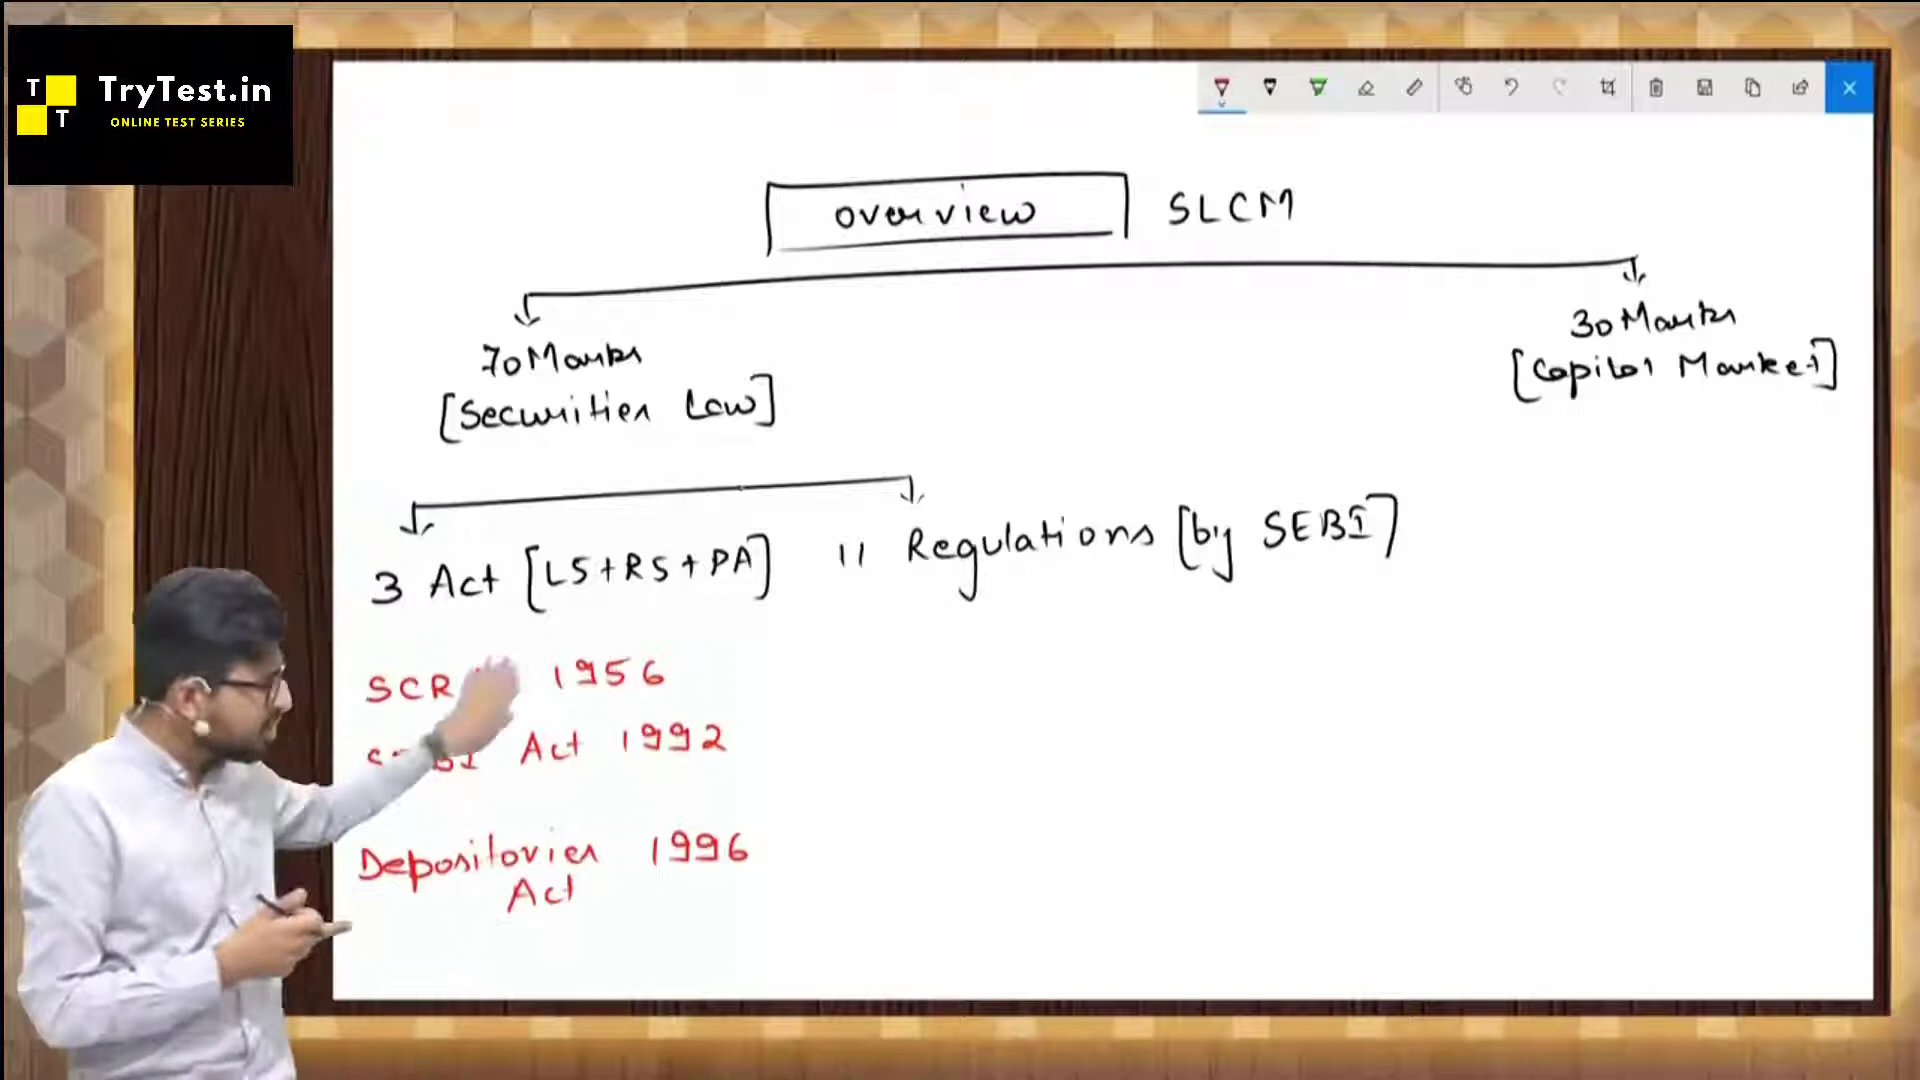 T
T
TryTest.in
ONLINE TEST SERIES
overview SLCM
70 Marks
[Securities Law]
30 Marks
[Capital Market]
3 Act [LS+RS+PA]
11 Regulations [by SEBI]
SCR 1956
Act 1992
Depositories 1996
Act